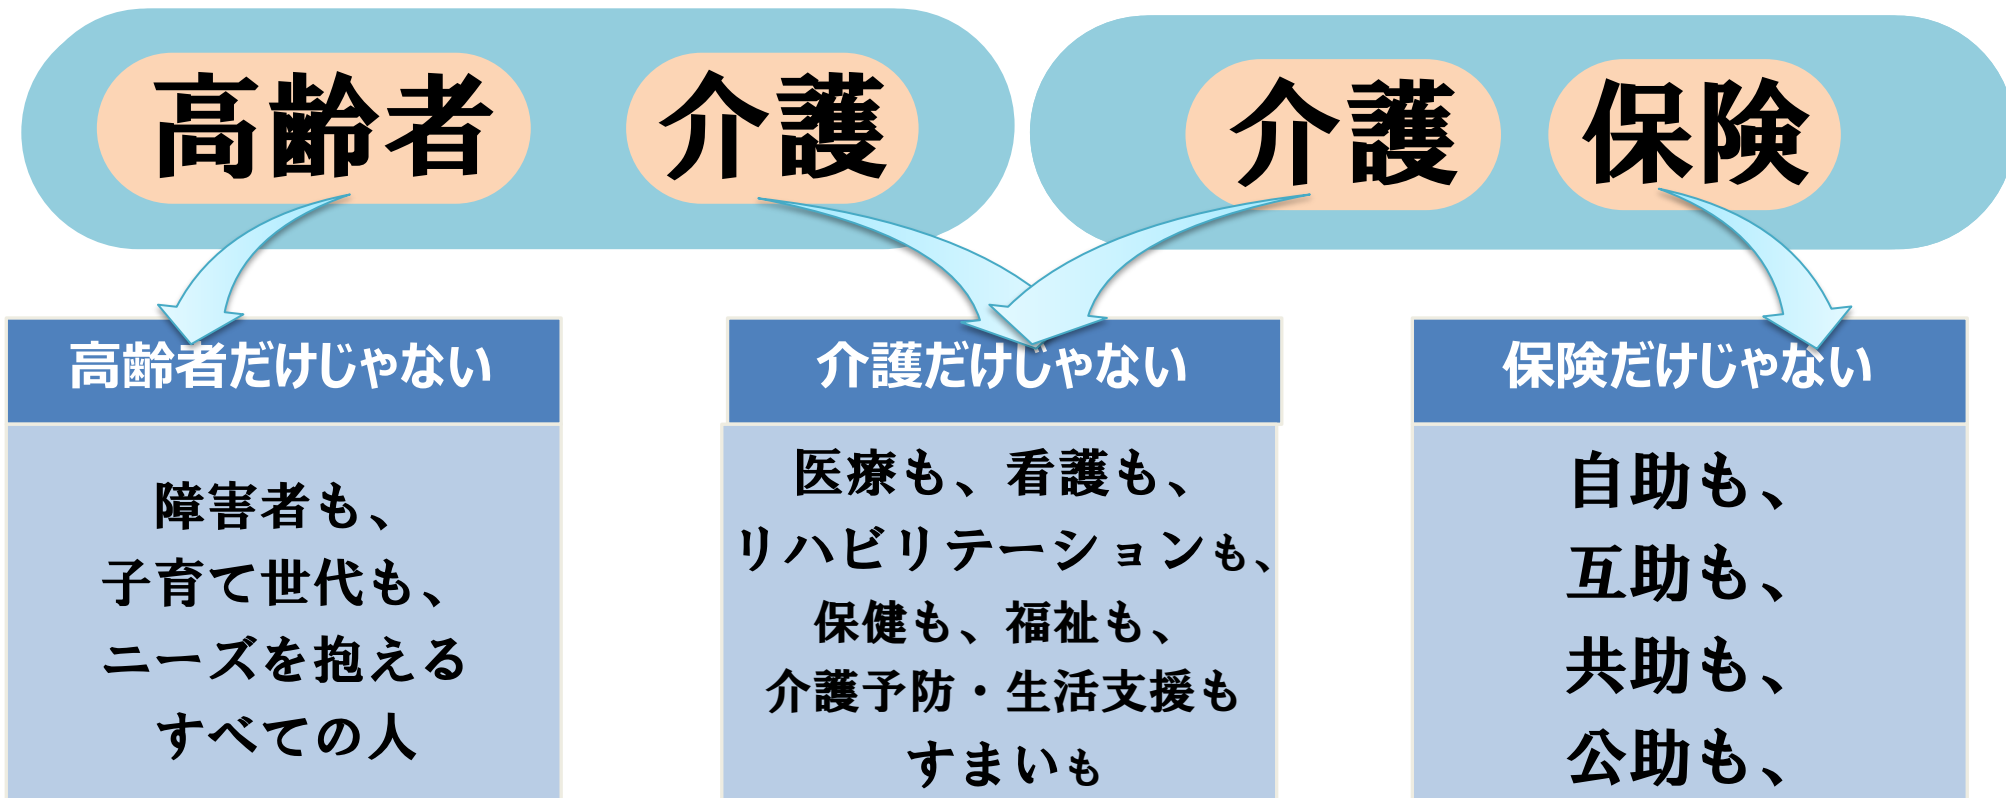 高齢者 介護 介護 保険
高齢者だけじゃない
障害者も、
子育て世代も、
ニーズを抱える
すべての人
介護だけじゃない
医療も、看護も、
リハビリテーションも、
保健も、福祉も、
介護予防・生活支援も
すまいも
保険だけじゃない
自助も、
互助も、
共助も、
公助も、